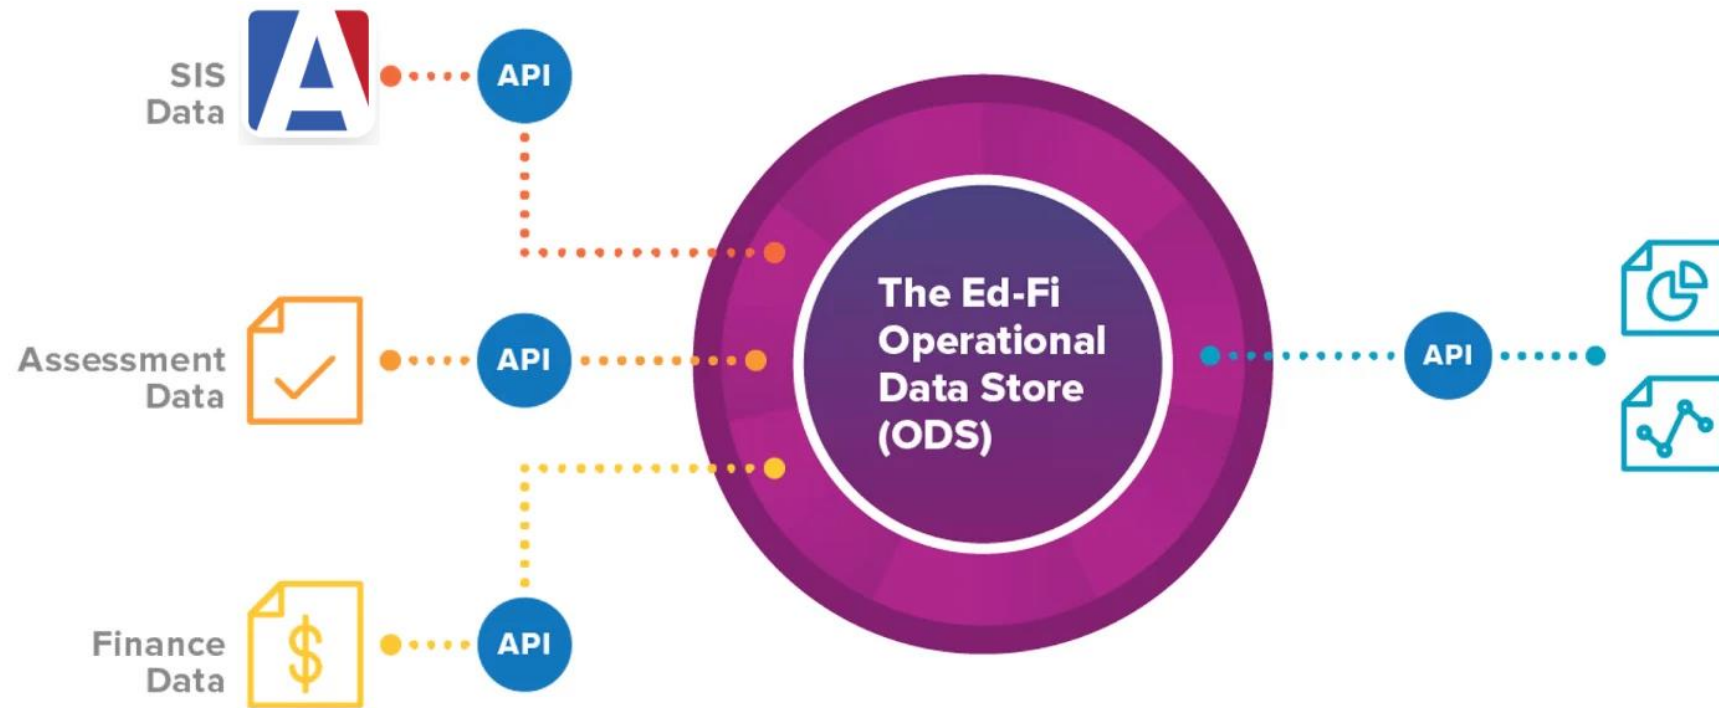 SIS
Data
A
API
The Ed-Fi
Operational
Data Store
(ODS)
Assessment
Data
API
API
Finance
Data
$
API